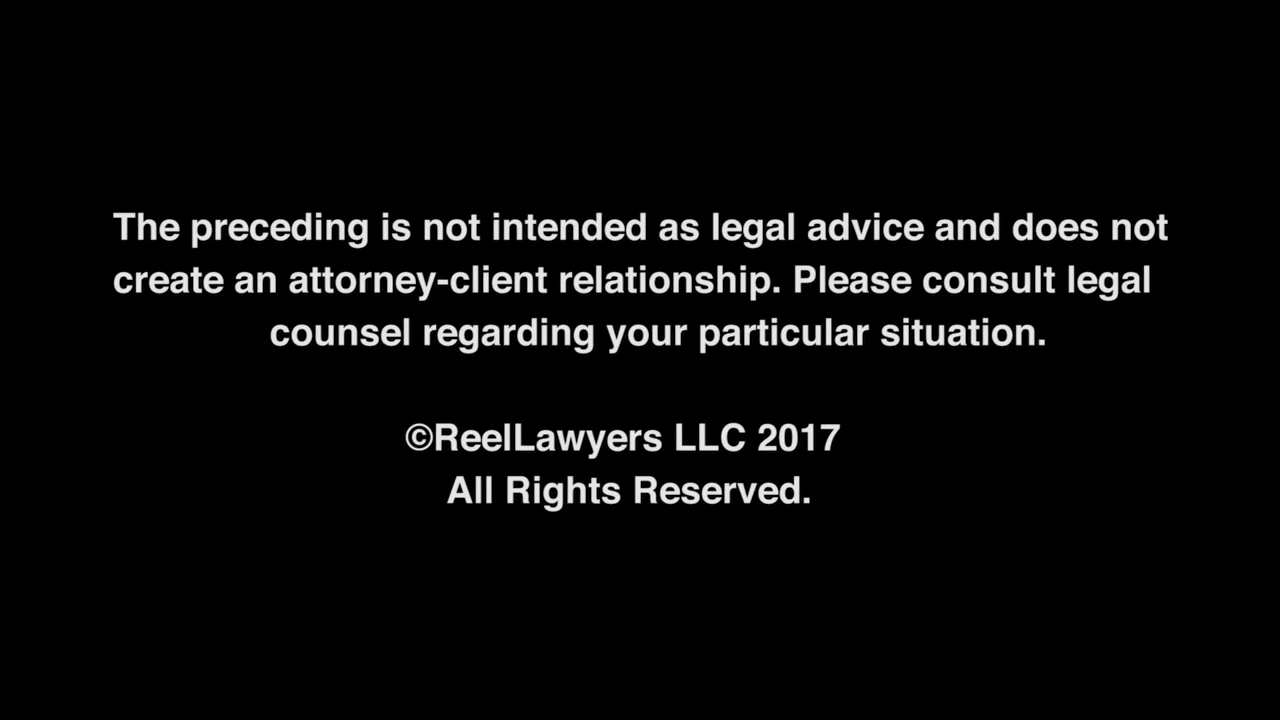 The preceding is not intended as legal advice and does not
create an attorney-client relationship. Please consult legal
counsel regarding your particular situation.
©ReelLawyers LLC 2017
All Rights Reserved.